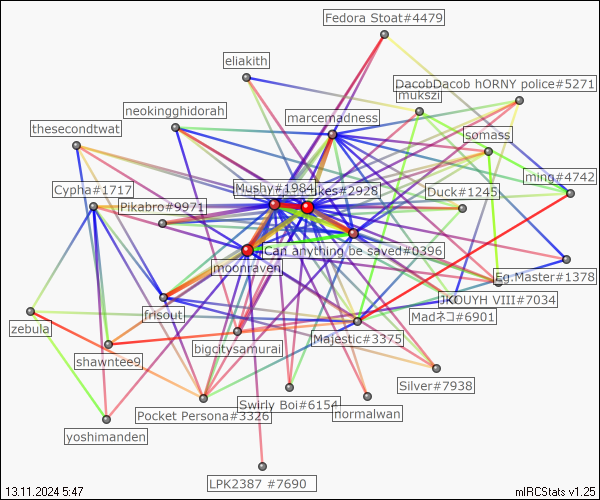 Fedora Stoat#4479
eliakith
DacobDacob hORNY police#5271
mukszi
neokingghidorah
marcemadness
thesecondtwat
somass
ming#4742
Cypha#1717
Mushy#1984
ikes#2928
Duck#1245
Pikabro#9971
Can anything be saved#0396
moonraven
Eg.Master#1378
JKOUYH VIII#7034
Madネコ#6901
frisout
zebula
bigcitysamurai
Majestic#3375
shawntee9
Silver#7938
Swirly Boi#6154
Pocket Persona#3326
normalwan
yoshimanden
LPK2387 #7690
13.11.2024 5:47
mIRCStats v1.25